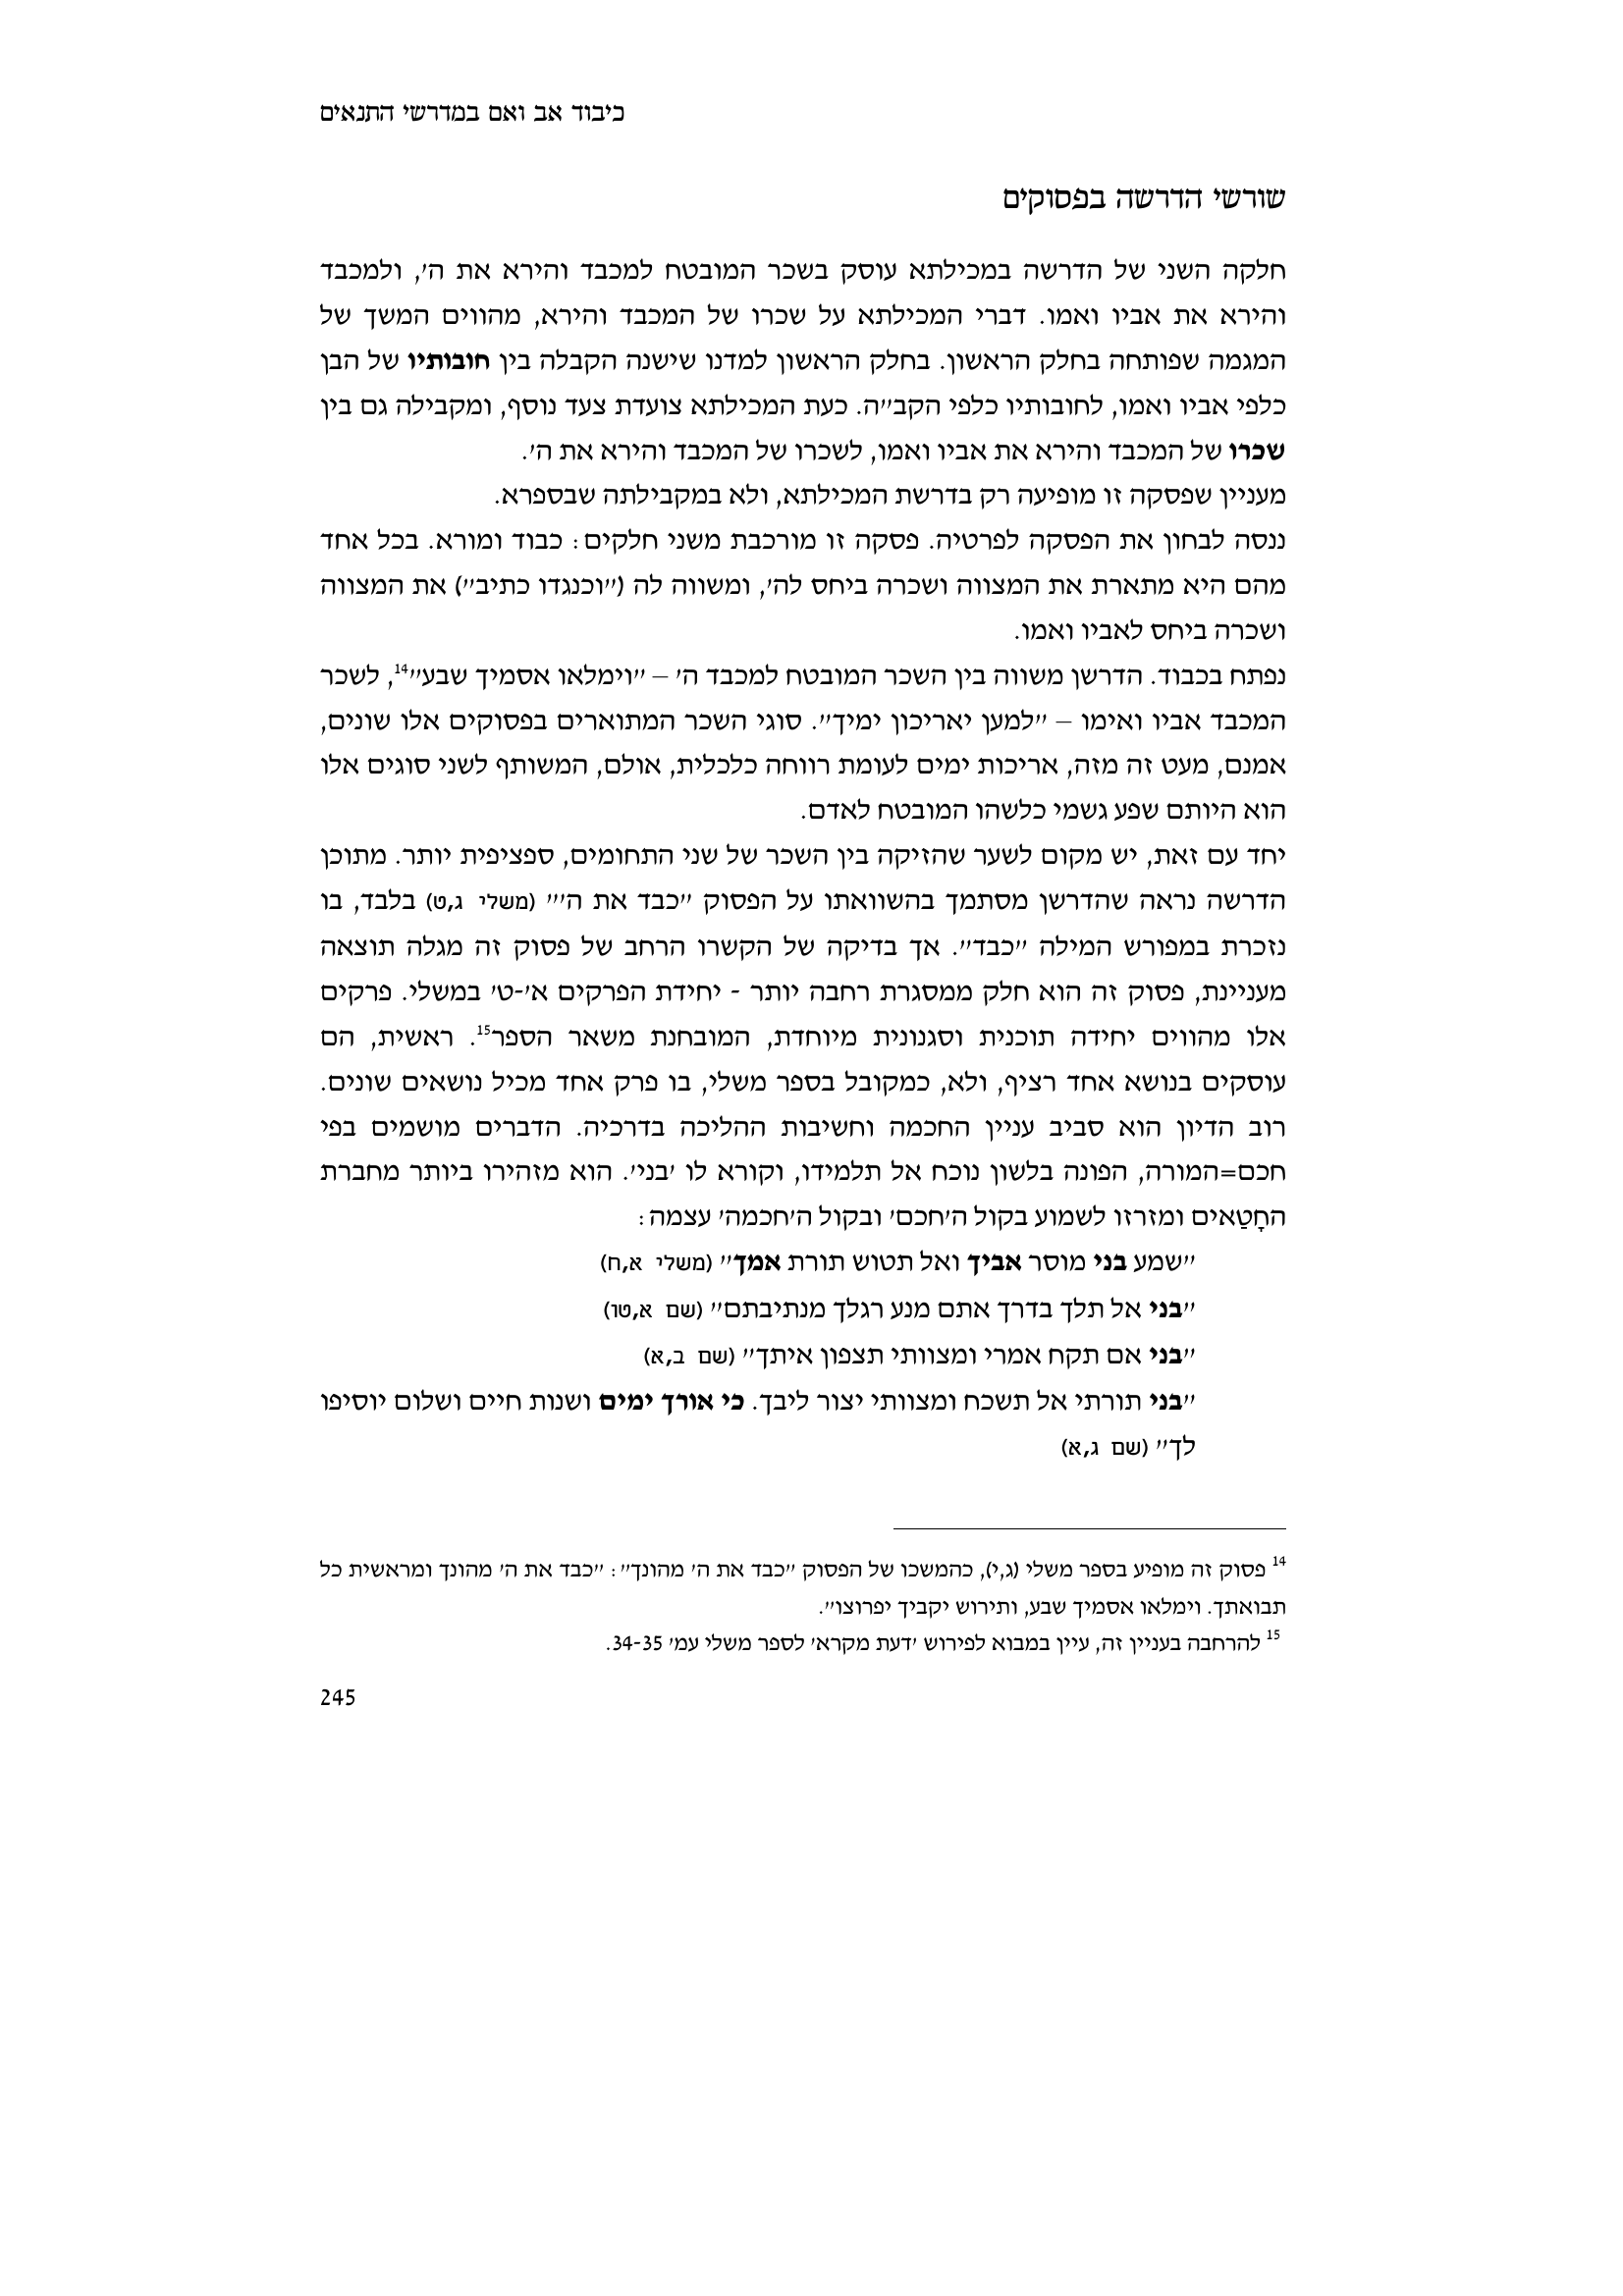 כיבוד אב ואם במדרשי התנאים
שורשי הדרשה בפסוקים
חלקה השני של הדרשה במכילתא עוסק בשכר המובטח למכבד והירא את ה', ולמכבד
והירא את אביו ואמו. דברי המכילתא על שכרו של המכבד והירא, מהווים המשך של
המגמה שפותחה בחלק הראשון. בחלק הראשון למדנו שישנה הקבלה בין חובותיו של הבן
כלפי אביו ואמו, לחובותיו כלפי הקב"ה. כעת המכילתא צועדת צעד נוסף, ומקבילה גם בין
שכרו של המכבד והירא את אביו ואמו, לשכרו של המכבד והירא את ה'.
מעניין שפסקה זו מופיעה רק בדרשת המכילתא, ולא במקבילתה שבספרא.
ננסה לבחון את הפסקה לפרטיה. פסקה זו מורכבת משני חלקים: כבוד ומורא. בכל אחד
מהם היא מתארת את המצווה ושכרה ביחס לה', ומשווה לה ("וכנגדו כתיב") את המצווה
ושכרה ביחס לאביו ואמו.
נפתח בכבוד. הדרשן משווה בין השכר המובטח למכבד ה' – "וימלאו אסמיך שבע"14, לשכר
המכבד אביו ואימו – "למען יאריכון ימיך". סוגי השכר המתוארים בפסוקים אלו שונים,
אמנם, מעט זה מזה, אריכות ימים לעומת רווחה כלכלית, אולם, המשותף לשני סוגים אלו
הוא היותם שפע גשמי כלשהו המובטח לאדם.
יחד עם זאת, יש מקום לשער שהזיקה בין השכר של שני התחומים, ספציפית יותר. מתוכן
הדרשה נראה שהדרשן מסתמך בהשוואתו על הפסוק "כבד את ה'" (משלי ג,ט) בלבד, בו
נזכרת במפורש המילה "כבד". אך בדיקה של הקשרו הרחב של פסוק זה מגלה תוצאה
מעניינת, פסוק זה הוא חלק ממסגרת רחבה יותר - יחידת הפרקים א'-ט' במשלי. פרקים
אלו מהווים יחידה תוכנית וסגנונית מיוחדת, המובחנת משאר הספר15. ראשית, הם
עוסקים בנושא אחד רציף, ולא, כמקובל בספר משלי, בו פרק אחד מכיל נושאים שונים.
רוב הדיון הוא סביב עניין החכמה וחשיבות ההליכה בדרכיה. הדברים מושמים בפי
חכם=המורה, הפונה בלשון נוכח אל תלמידו, וקורא לו 'בני'. הוא מזהירו ביותר מחברת
החָטַאים ומזרזו לשמוע בקול ה'חכם' ובקול ה'חכמה' עצמה:
"שמע בני מוסר אביך ואל תטוש תורת אמך" (משלי א,ח)
"בני אל תלך בדרך אתם מנע רגלך מנתיבתם" (שם א,טו)
"בני אם תקח אמרי ומצוותי תצפון איתך" (שם ב,א)
"בני תורתי אל תשכח ומצוותי יצור ליבך. כי אורך ימים ושנות חיים ושלום יוסיפו
לך" (שם ג,א)
14 פסוק זה מופיע בספר משלי (ג,י), כהמשכו של הפסוק "כבד את ה' מהונך": "כבד את ה' מהונך ומראשית כל
תבואתך. וימלאו אסמיך שבע, ותירוש יקביך יפרוצו".
15 להרחבה בעניין זה, עיין במבוא לפירוש 'דעת מקרא' לספר משלי עמ' 34-35.
245